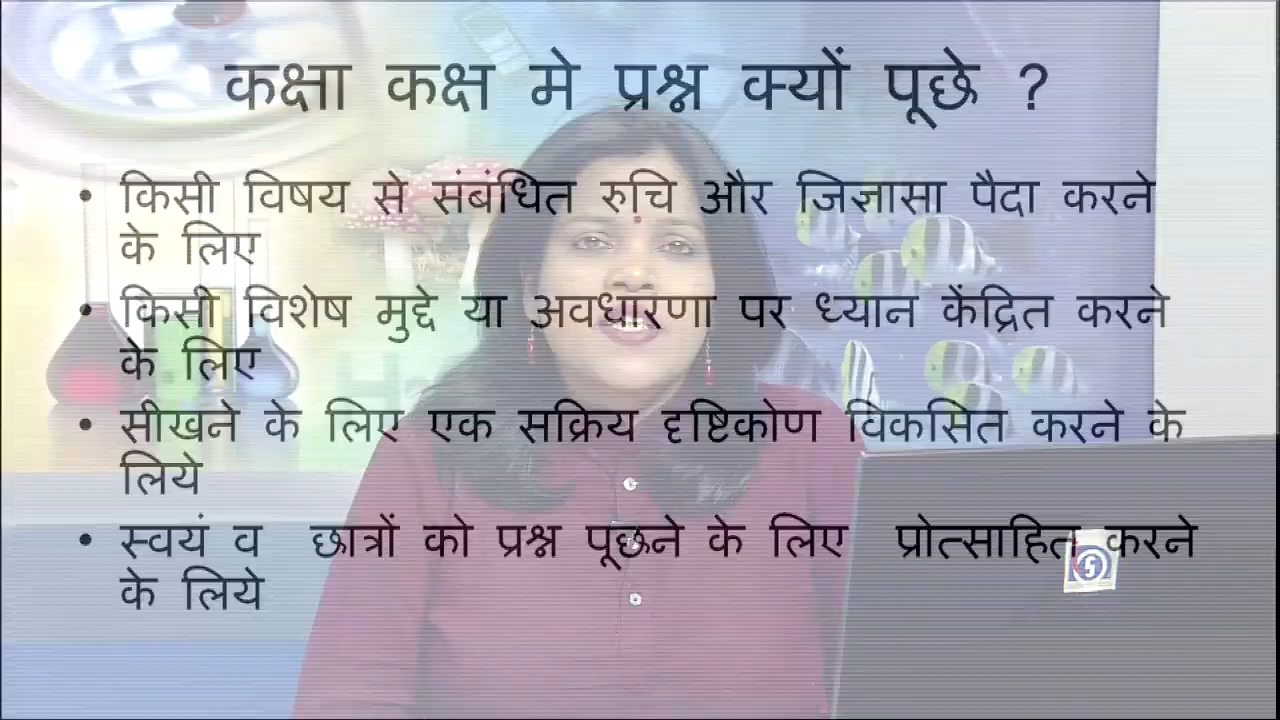 कक्षा कक्ष मे प्रश्न क्यों पूछे ?
• किसी विषय से संबंधित रुचि और जिज्ञासा पैदा करने
के लिए
• किसी विशेष मुद्दे या अवधारणा पर ध्यान केंद्रित करने
के लिए
• सीखने के लिए एक सक्रिय दृष्टिकोण विकसित करने के
लिये
• स्वयं व छात्रों को प्रश्न पूछने के लिए प्रोत्साहित करने
के लिये